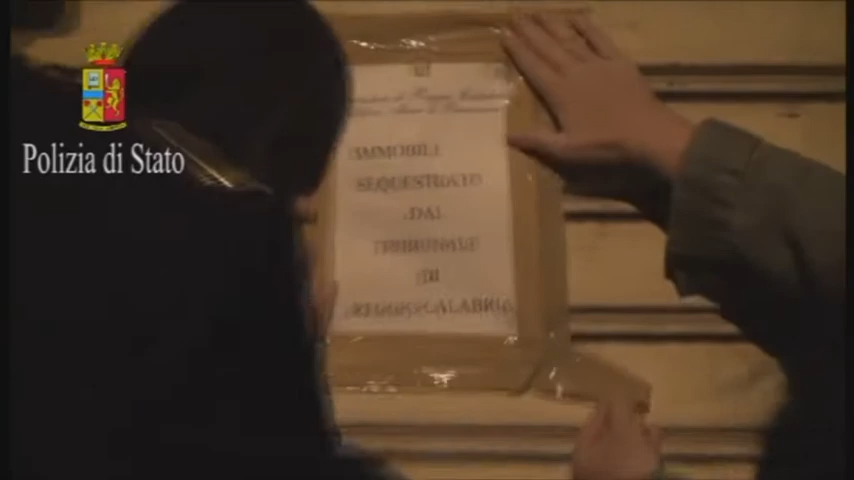 Polizia di Stato
IMMOBILE
SEQUESTRATO
DAL
TRIBUNALE
DI
REGGIO CALABRIA